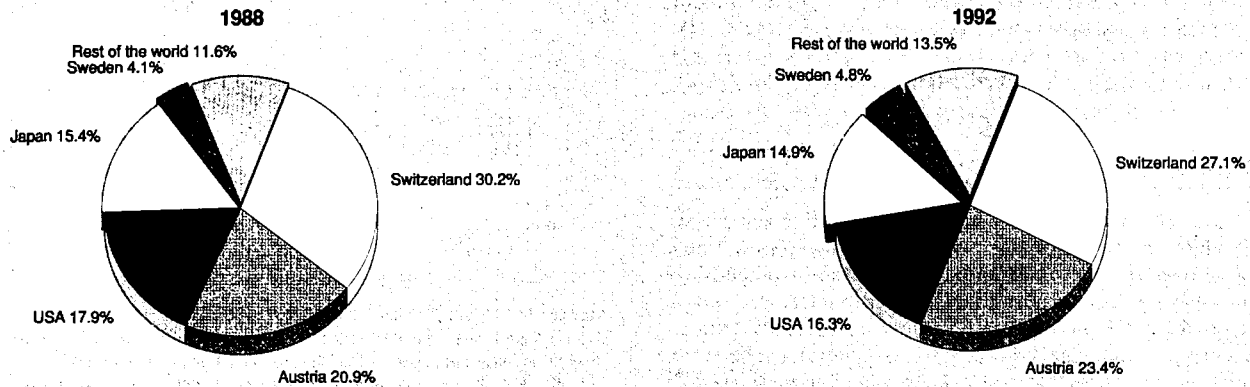 1988
Rest of the world 11.6%
Sweden 4.1%
Japan 15.4%
Switzerland 30.2%
USA 17.9%
Austria 20.9%
1992
Rest of the world 13.5%
Sweden 4.8%
Japan 14.9%
Switzerland 27.1%
USA 16.3%
Austria 23.4%